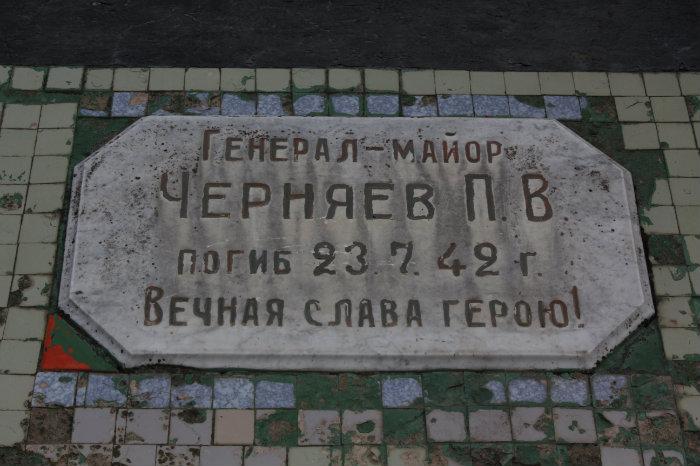 Генерал-майор
Черняев П. В
погиб 23. 7. 42 г.
Вечная слава герою!